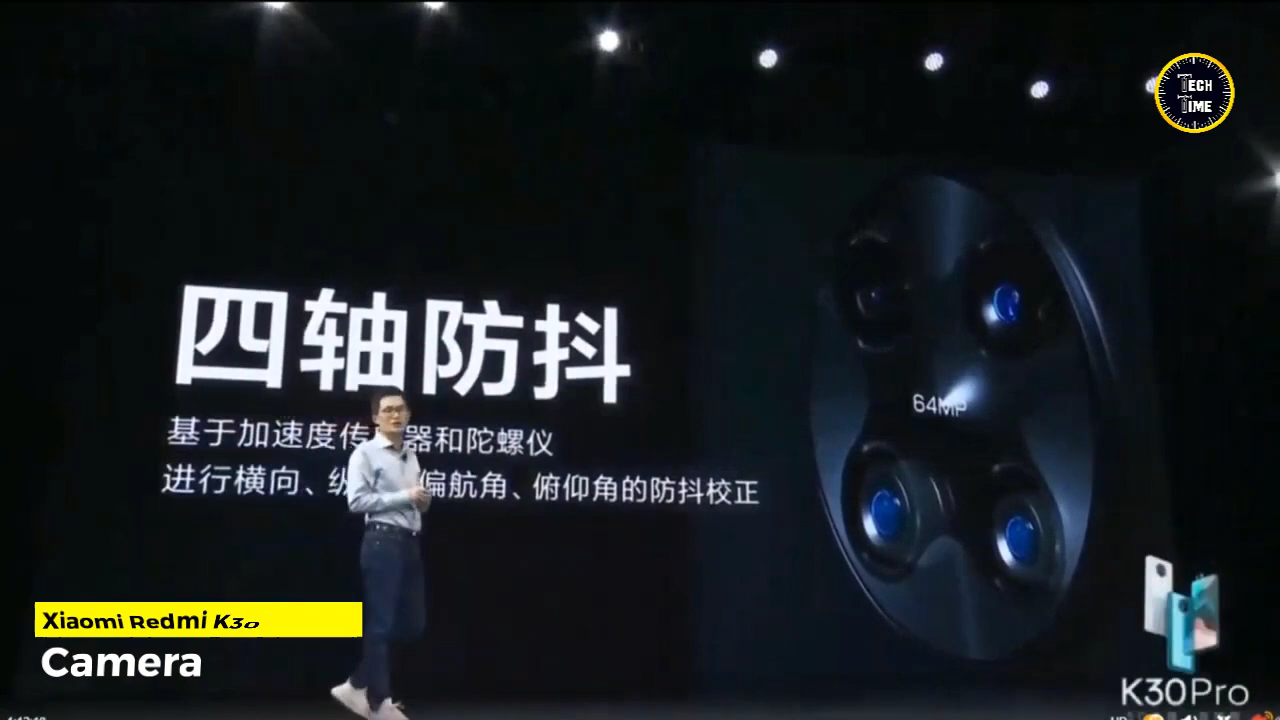 TECH
TIME
四轴防抖
基于加速度传 器和陀螺仪
进行横向、纵 偏航角、俯仰角的防抖校正
64MP
Xiaomi Redmi K30
Camera
K30Pro